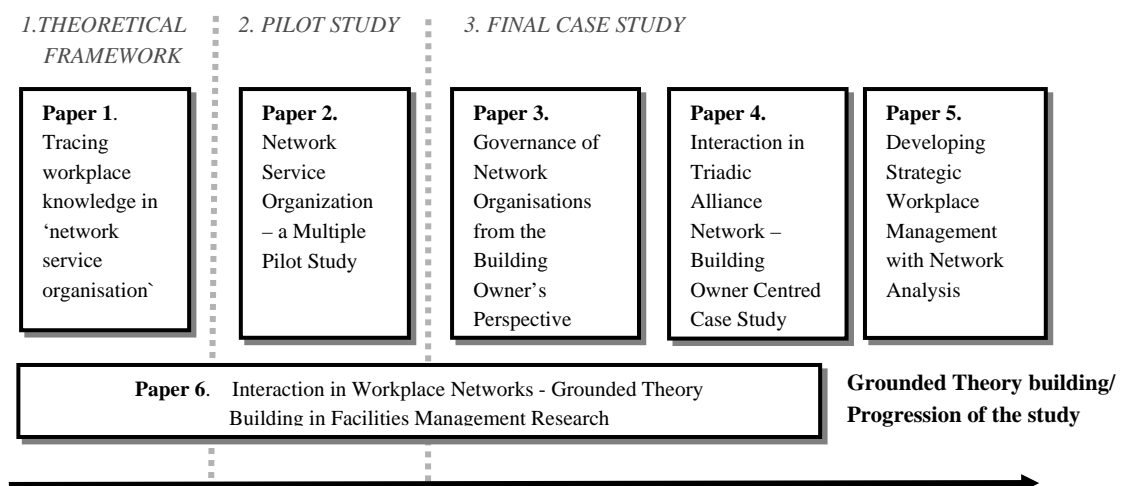 1.THEORETICAL
FRAMEWORK
2. PILOT STUDY
3. FINAL CASE STUDY
Paper 1.
Tracing
workplace
knowledge in
‘network
service
organisation`
Paper 2.
Network
Service
Organization
– a Multiple
Pilot Study
Paper 3.
Governance of
Network
Organisations
from the
Building
Owner’s
Perspective
Paper 4.
Interaction in
Triadic
Alliance
Network –
Building
Owner Centred
Case Study
Paper 5.
Developing
Strategic
Workplace
Management
with Network
Analysis
Paper 6. Interaction in Workplace Networks - Grounded Theory
Building in Facilities Management Research
Grounded Theory building/
Progression of the study